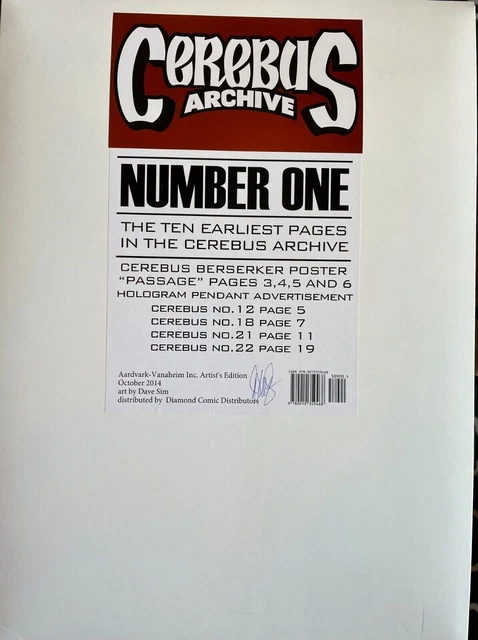 CEREBUS
ARCHIVE
NUMBER ONE
THE TEN EARLIEST PAGES
IN THE CEREBUS ARCHIVE
CEREBUS BERSERKER POSTER
"PASSAGE" PAGES 3,4,5 AND 6
HOLOGRAM PENDANT ADVERTISEMENT
CEREBUS NO.12 PAGE 5
CEREBUS NO.18 PAGE 7
CEREBUS NO.21 PAGE 11
CEREBUS NO.22 PAGE 19
Aardvark-Vanaheim Inc. Artist's Edition
October 2014
art by Dave Sim
distributed by Diamond Comic Distributors
50900 >